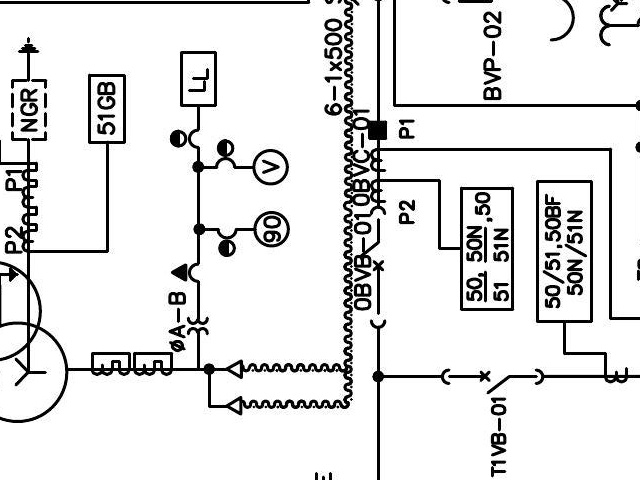 NGR
51GB
LL
P1
P2
V
90
øA-B
6-1x500
0BVC-01
0BVB-01
P1
P2
BVP-02
50, 50N ,50
51 51N
50/51,50BF
50N/51N
T1VB-01